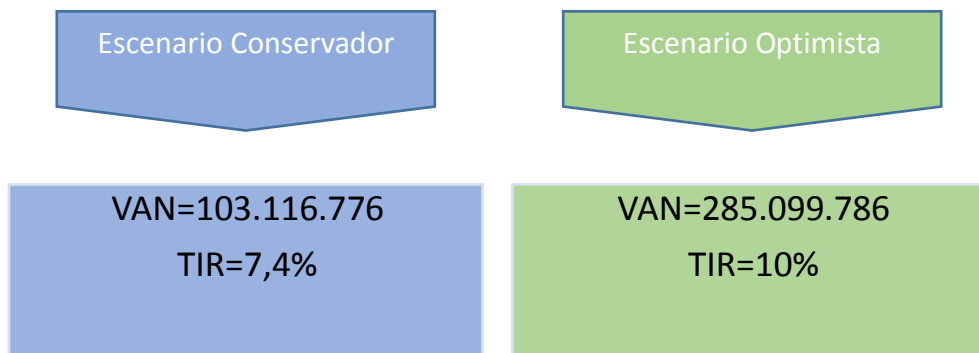 Escenario Conservador
Escenario Optimista
VAN=103.116.776
TIR=7,4%
VAN=285.099.786
TIR=10%